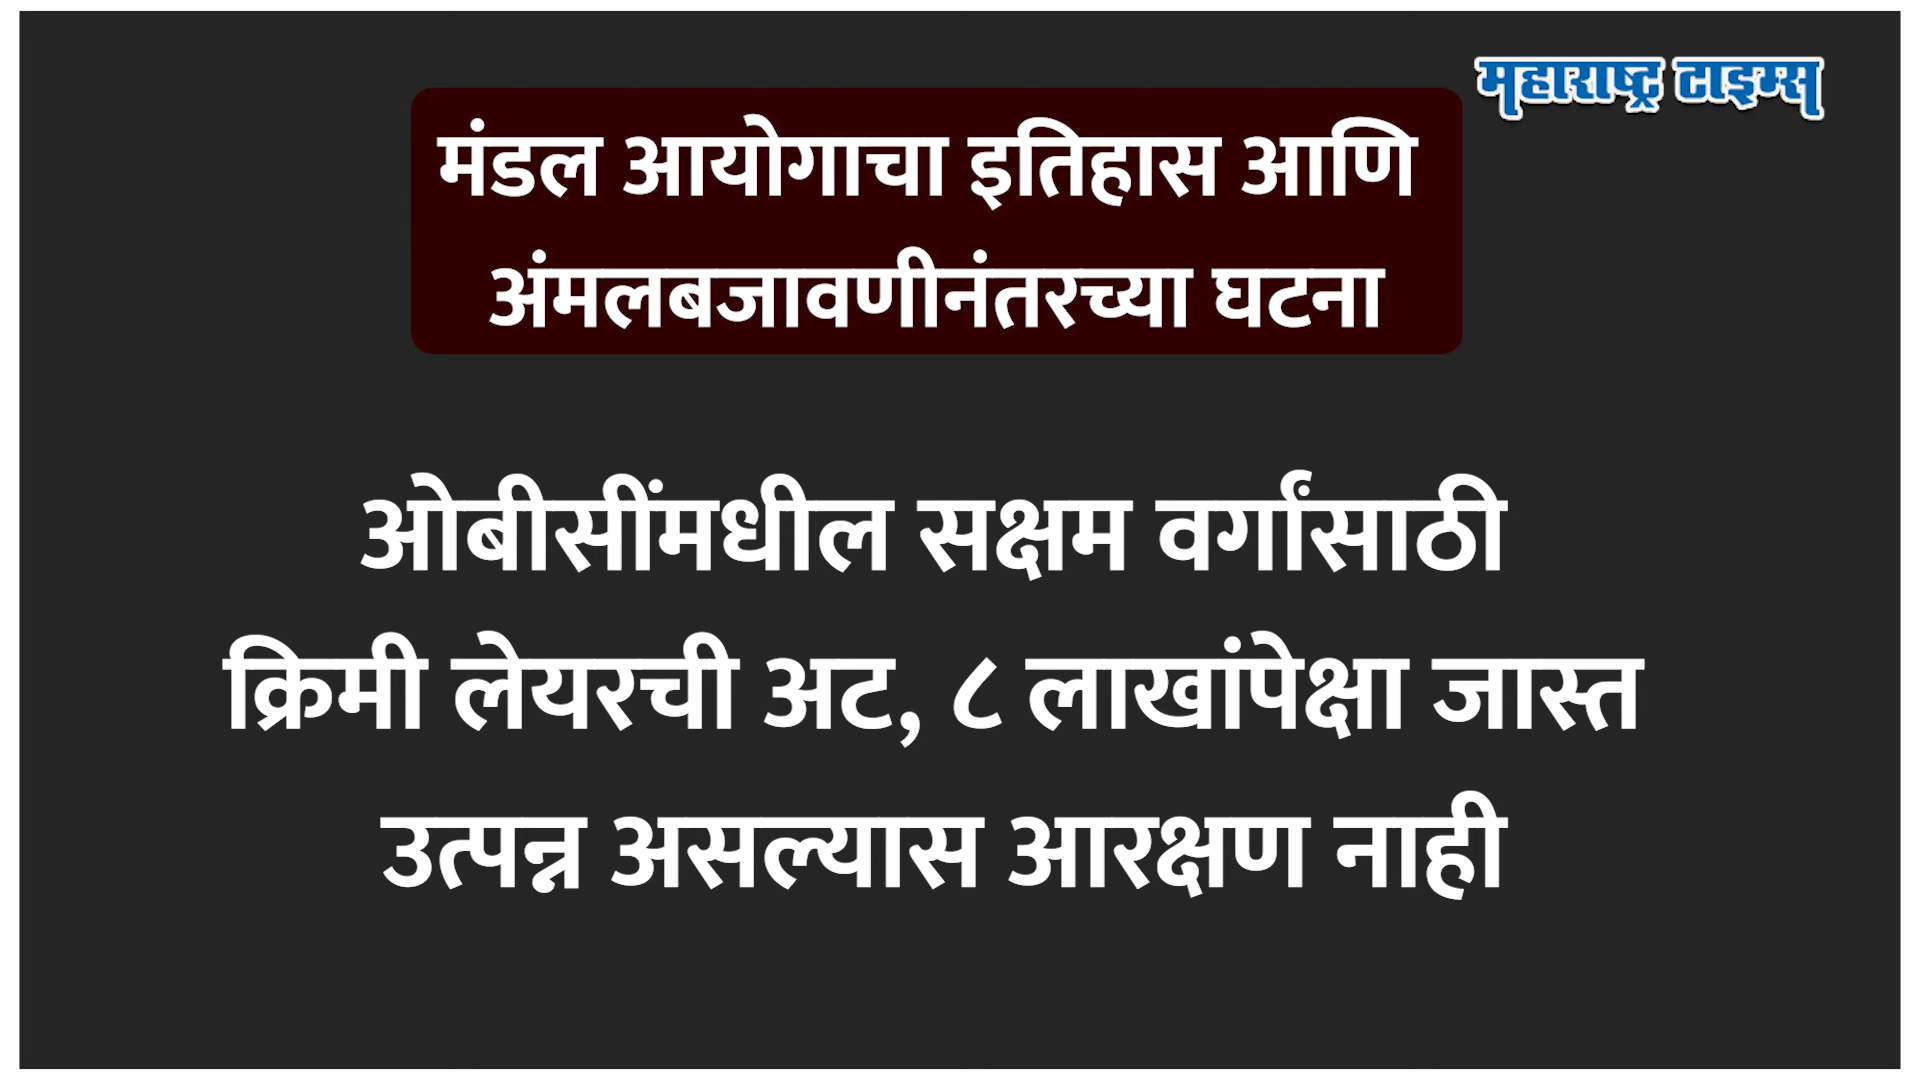 महाराष्ट्र टाइम्स
मंडल आयोगाचा इतिहास आणि
अंमलबजावणीनंतरच्या घटना
ओबीसींमधील सक्षम वर्गांसाठी
क्रिमी लेयरची अट, ८ लाखांपेक्षा जास्त
उत्पन्न असल्यास आरक्षण नाही